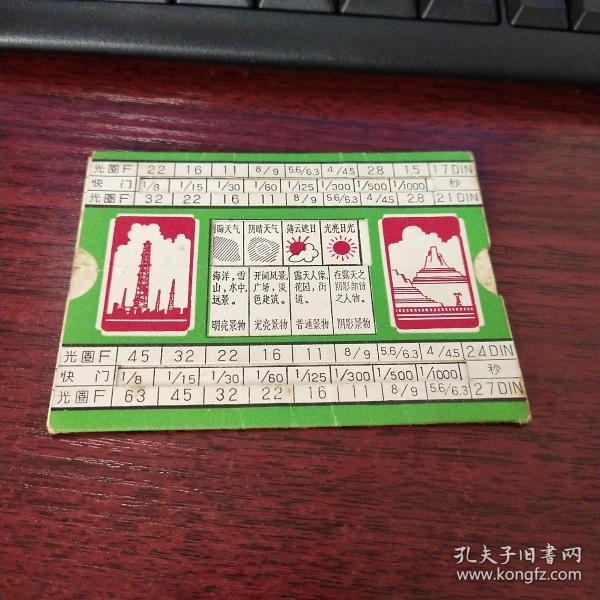 光圈F 22 16 11 8/9 5.6/6.3 4/4.5 2.8 1.5 17DIN
快门 1/8 1/15 1/30 1/60 1/125 1/300 1/500 1/1000 秒
光圈F 32 22 16 11 8/9 5.6/6.3 4/4.5 2.8 21DIN
阴晦天气 阴晴天气 薄云遮日 光亮日光
海洋,雪 开阔风景, 露天人像, 在露天之
山,水中, 广场,淡 花园,街 阴影部份
远景。 色建筑。 道。 之人物。
明亮景物 光亮景物 普通景物 阴影景物
光圈F 45 32 22 16 11 8/9 5.6/6.3 4/4.5 24DIN
快门 1/8 1/15 1/30 1/60 1/125 1/300 1/500 1/1000 秒
光圈F 63 45 32 22 16 11 8/9 5.6/6.3 27DIN
孔夫子旧书网
www.kongfz.com